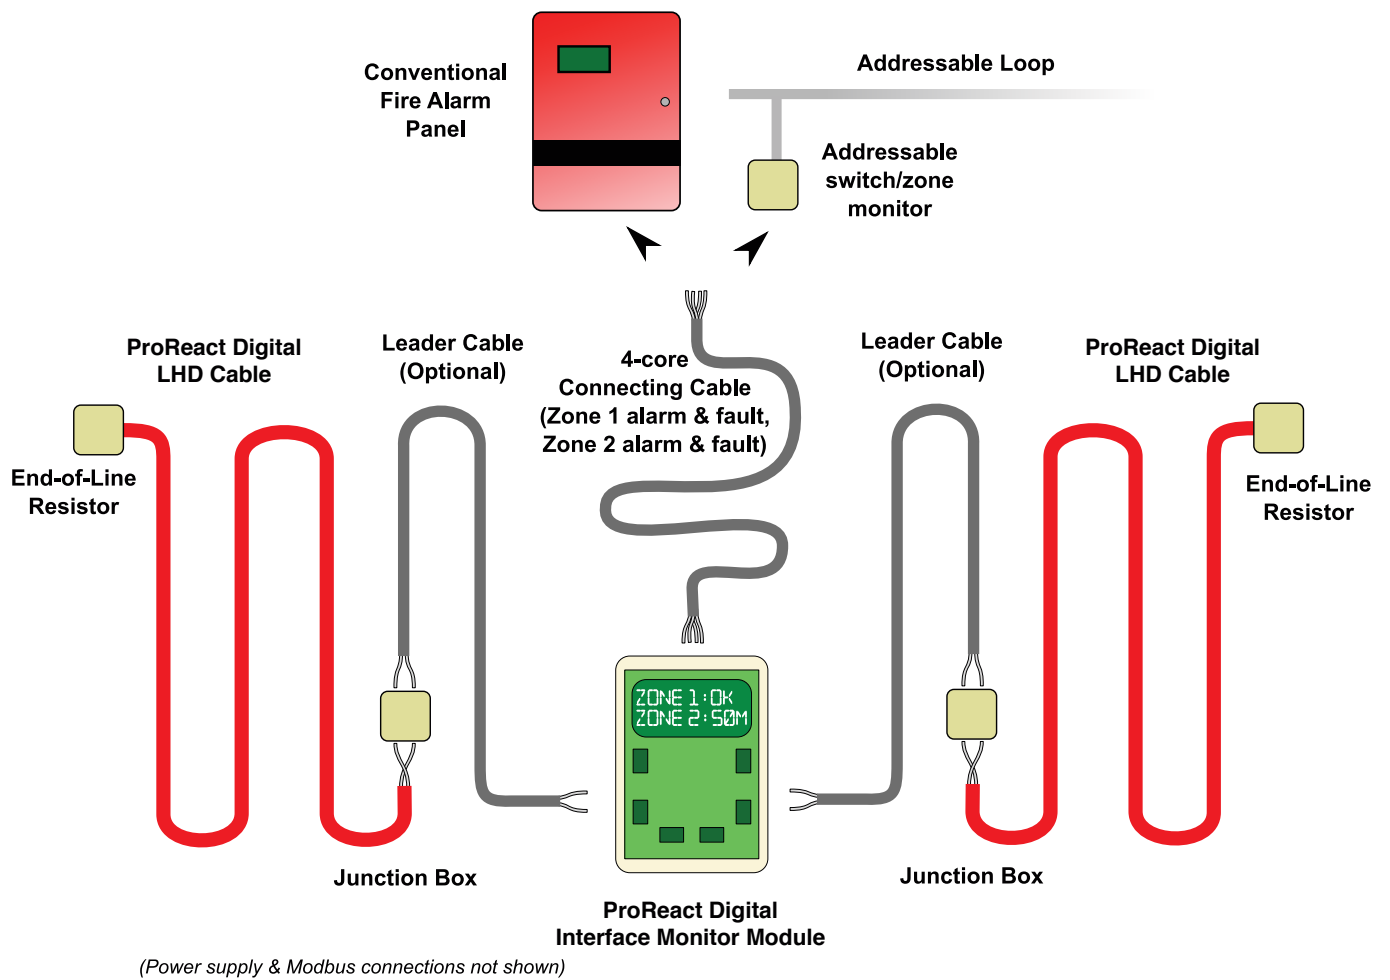 Conventional
Fire Alarm
Panel
Addressable Loop
Addressable
switch/zone
monitor
ProReact Digital
LHD Cable
Leader Cable
(Optional)
4-core
Connecting Cable
(Zone 1 alarm & fault,
Zone 2 alarm & fault)
Leader Cable
(Optional)
ProReact Digital
LHD Cable
End-of-Line
Resistor
End-of-Line
Resistor
ZONE 1:OK
ZONE 2:50M
Junction Box
Junction Box
ProReact Digital
Interface Monitor Module
(Power supply & Modbus connections not shown)